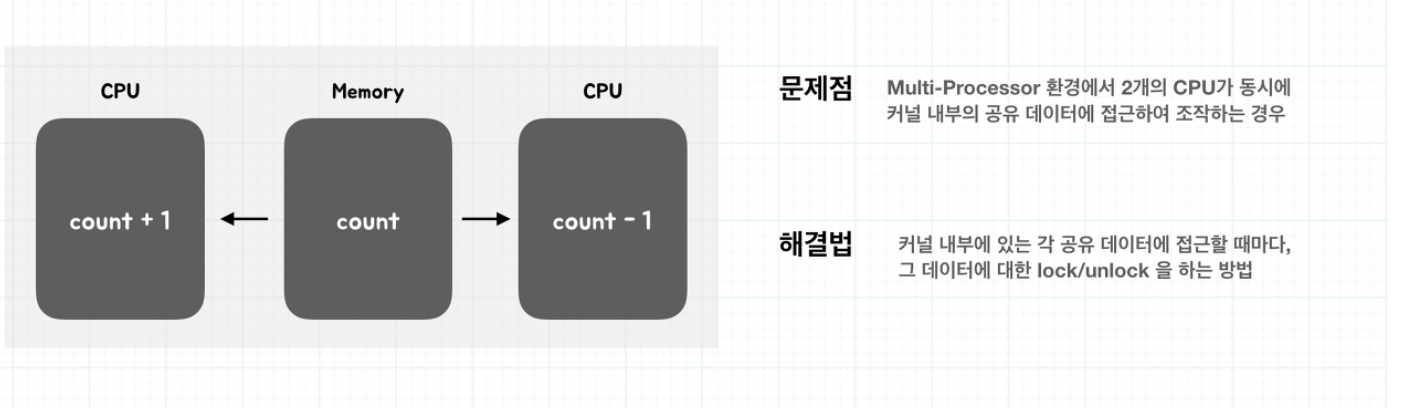 CPU
Memory
CPU
count + 1
count
count - 1
문제점
Multi-Processor 환경에서 2개의 CPU가 동시에
커널 내부의 공유 데이터에 접근하여 조작하는 경우
해결법
커널 내부에 있는 각 공유 데이터에 접근할 때마다,
그 데이터에 대한 lock/unlock 을 하는 방법